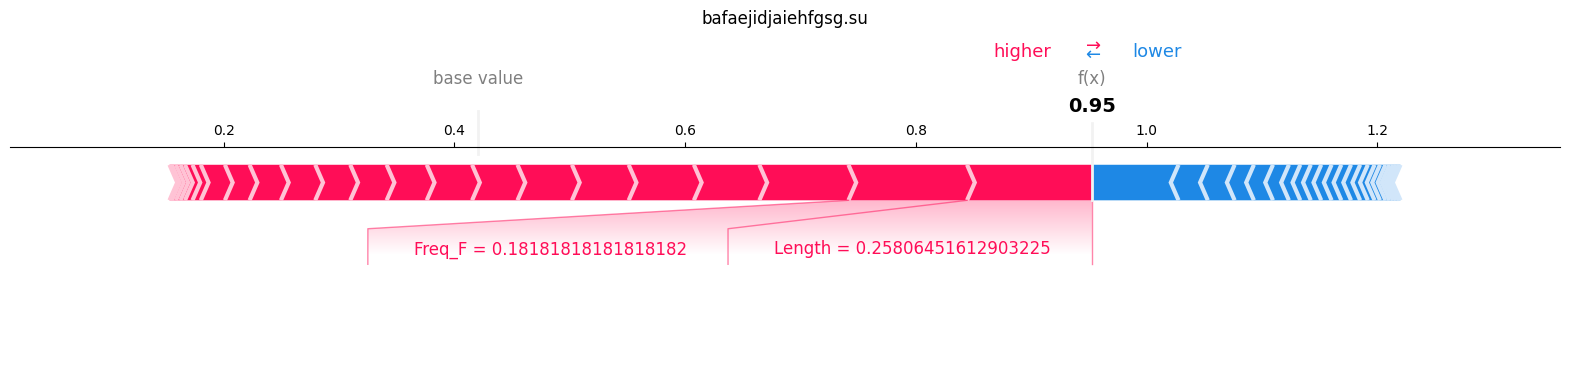 bafaejidjaiehfgsg.su
higher ⇄ lower
base value f(x)
0.95
0.2 0.4 0.6 0.8 1.0 1.2
Freq_F = 0.18181818181818182 Length = 0.25806451612903225